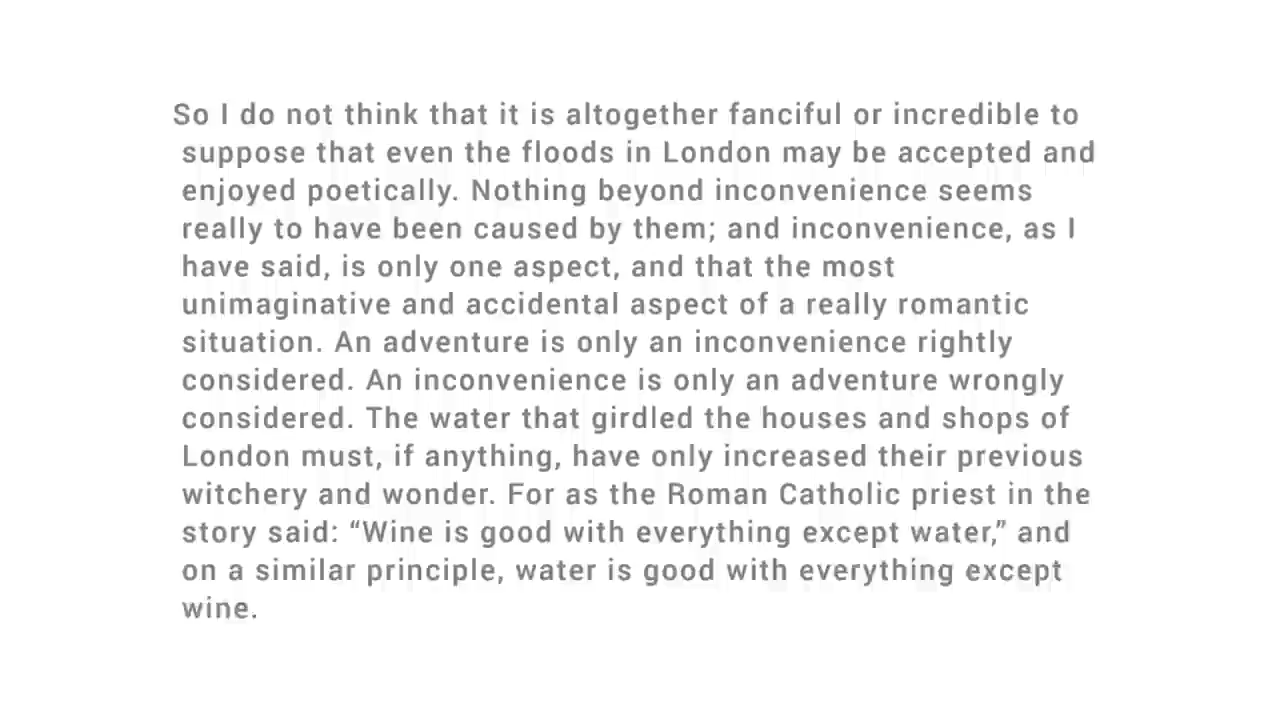 So I do not think that it is altogether fanciful or incredible to
suppose that even the floods in London may be accepted and
enjoyed poetically. Nothing beyond inconvenience seems
really to have been caused by them; and inconvenience, as I
have said, is only one aspect, and that the most
unimaginative and accidental aspect of a really romantic
situation. An adventure is only an inconvenience rightly
considered. An inconvenience is only an adventure wrongly
considered. The water that girdled the houses and shops of
London must, if anything, have only increased their previous
witchery and wonder. For as the Roman Catholic priest in the
story said: “Wine is good with everything except water,” and
on a similar principle, water is good with everything except
wine.